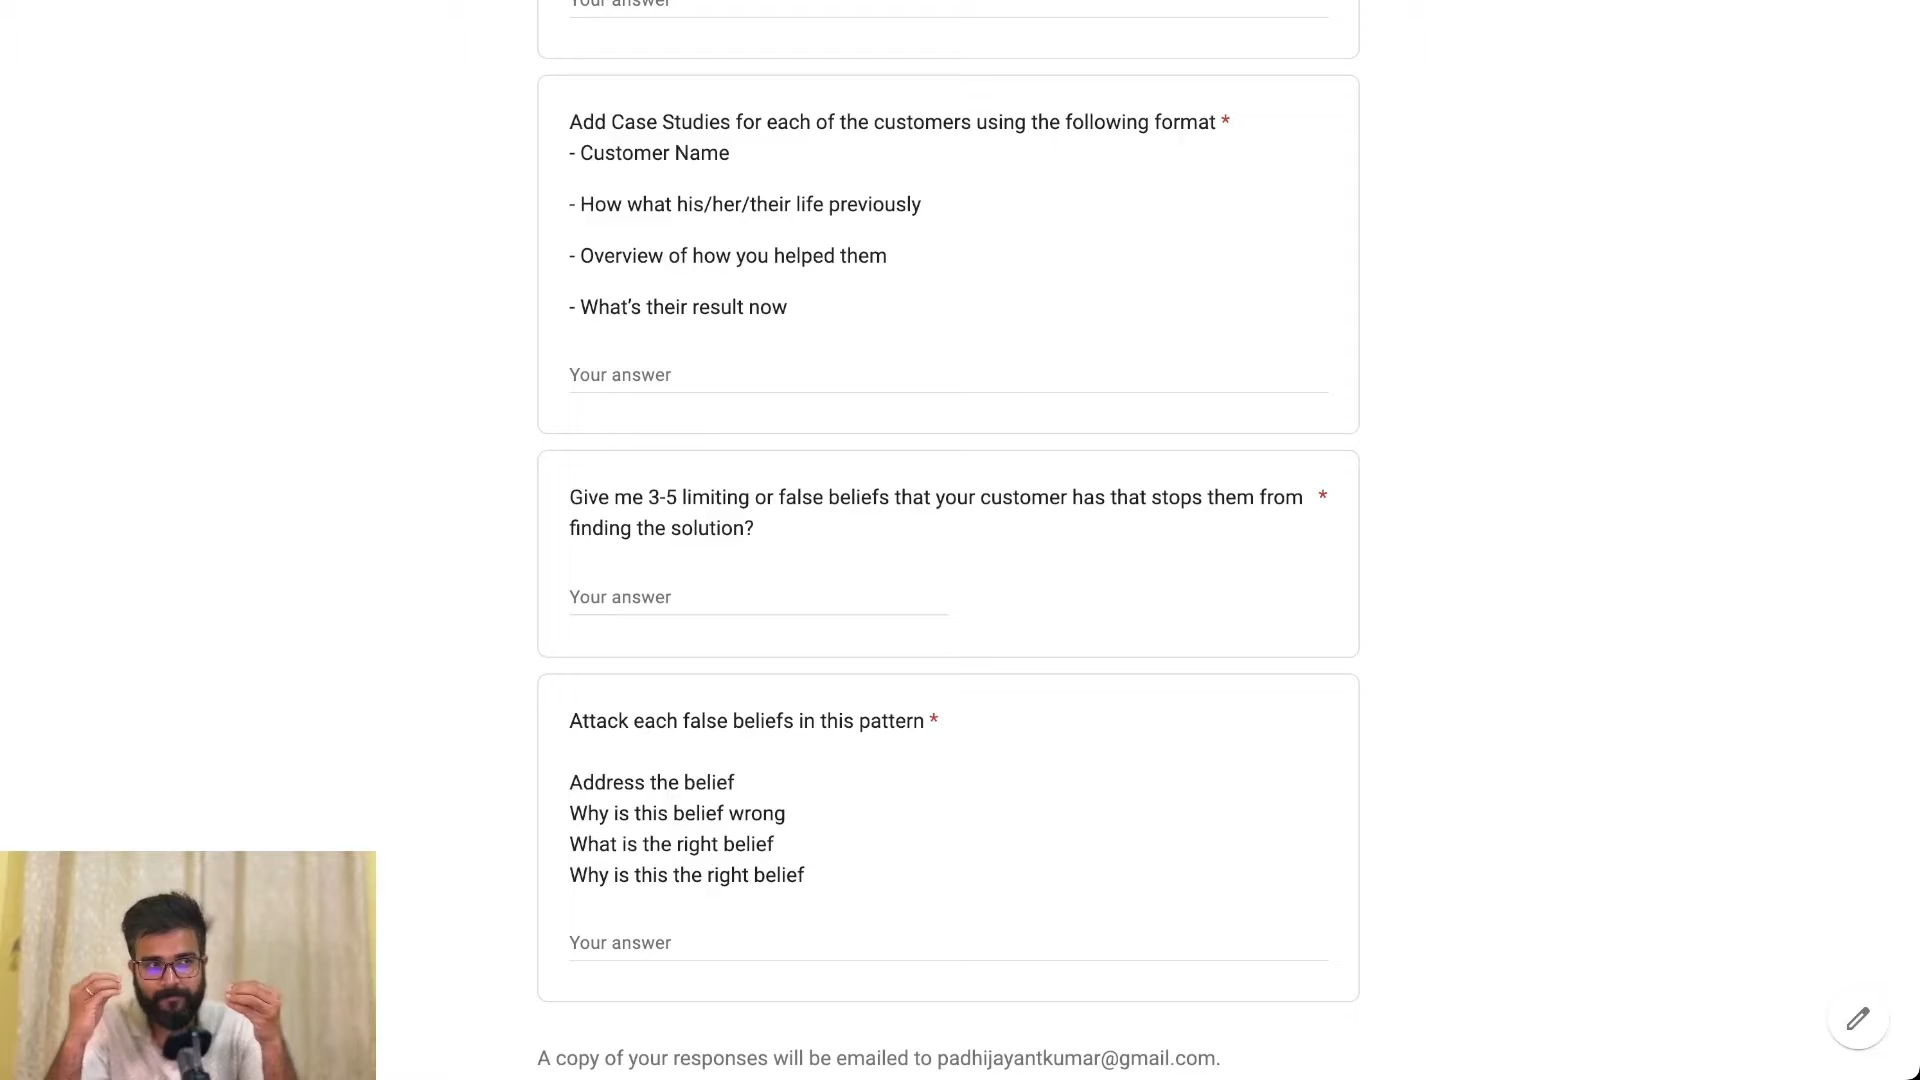 Your answer
Add Case Studies for each of the customers using the following format *
- Customer Name
- How what his/her/their life previously
- Overview of how you helped them
- What’s their result now
Your answer
Give me 3-5 limiting or false beliefs that your customer has that stops them from *
finding the solution?
Your answer
Attack each false beliefs in this pattern *
Address the belief
Why is this belief wrong
What is the right belief
Why is this the right belief
Your answer
A copy of your responses will be emailed to padhijayantkumar@gmail.com.